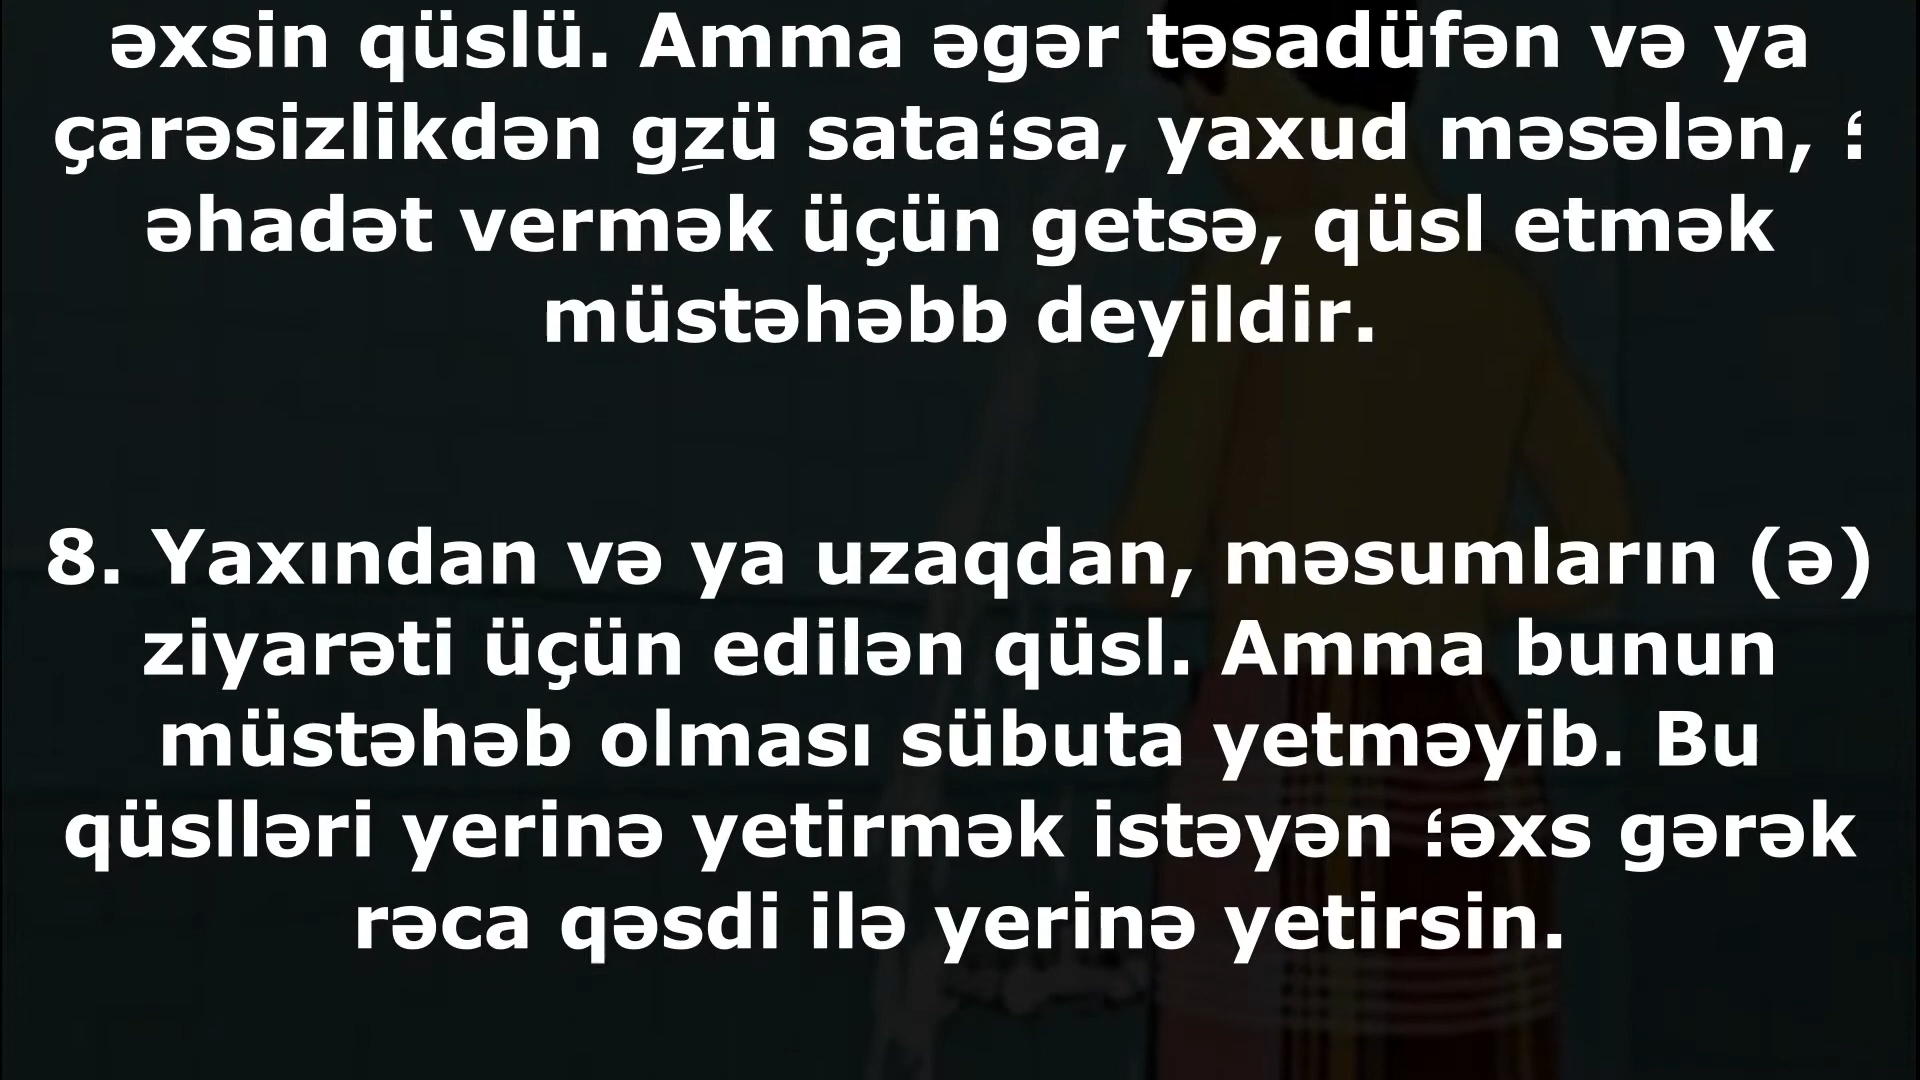 əxsin qüslü. Amma əgər təsadüfən və ya
çarəsizlikdən gzِü sata؛sa, yaxud məsələn, ؛
əhadət vermək üçün getsə, qüsl etmək
müstəhəbb deyildir.
8. Yaxından və ya uzaqdan, məsumların (ə)
ziyarəti üçün edilən qüsl. Amma bunun
müstəhəb olması sübuta yetməyib. Bu
qüslləri yerinə yetirmək istəyən ؛əxs gərək
rəca qəsdi ilə yerinə yetirsin.